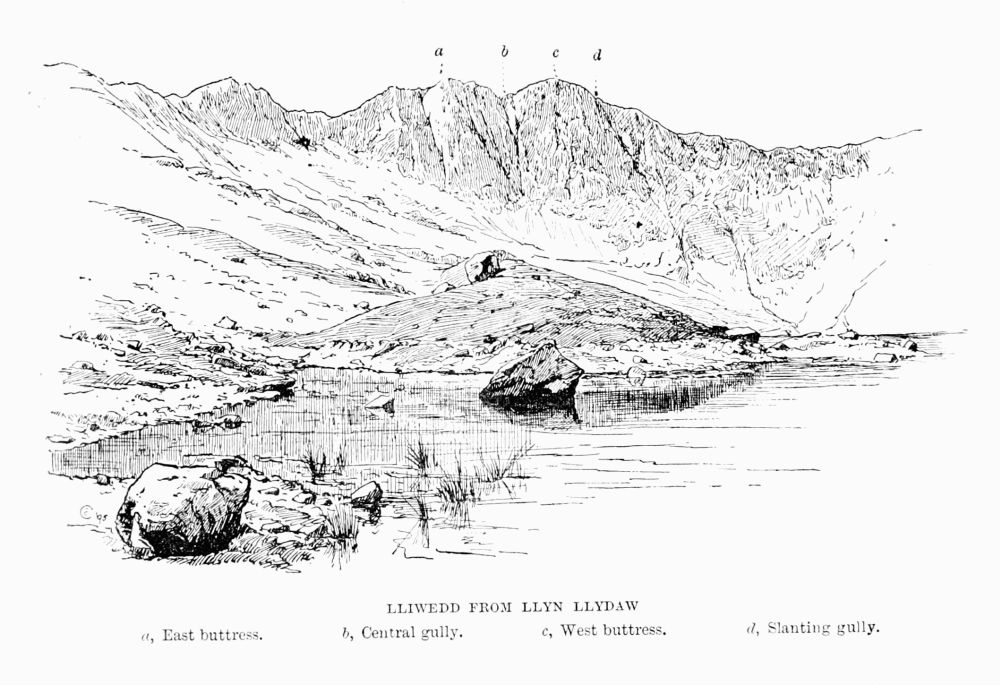 a b c d
LLIWEDD FROM LLYN LLYDAW
a, East buttress. b, Central gully. c, West buttress. d, Slanting gully.